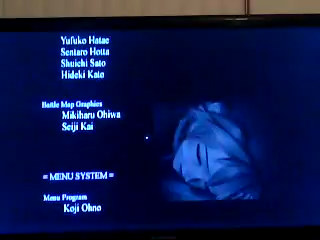 Yufuko Hatae
Sentaro Hotta
Shuichi Sato
Hideki Kato
Battle Map Graphics
Mikiharu Ohiwa
Seiji Kai
= MENU SYSTEM =
Menu Program
Koji Ohno